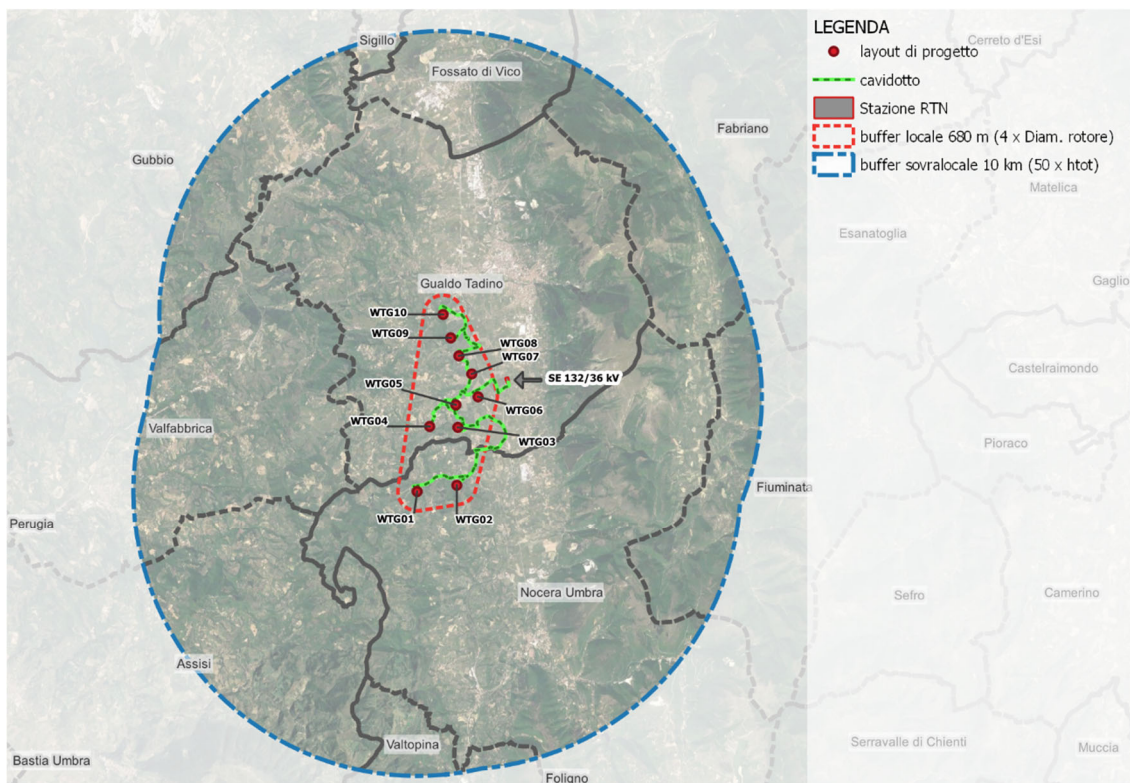 LEGENDA
layout di progetto
cavidotto
Stazione RTN
buffer locale 680 m (4 x Diam. rotore)
buffer sovralocale 10 km (50 x htot)
Sigillo
Cerreto d'Esi
Fossato di Vico
Fabriano
Gubbio
Matelica
Esanatoglia
Gaglio
Gualdo Tadino
WTG10
WTG09
WTG08
WTG07
SE 132/36 kV
WTG05
WTG06
WTG04
WTG03
Castelraimondo
Valfabbrica
Pioraco
Fiuminata
WTG01
WTG02
Perugia
Nocera Umbra
Sefro
Camerino
Assisi
Valtopina
Serravalle di Chienti
Muccia
Bastia Umbra
Foligno